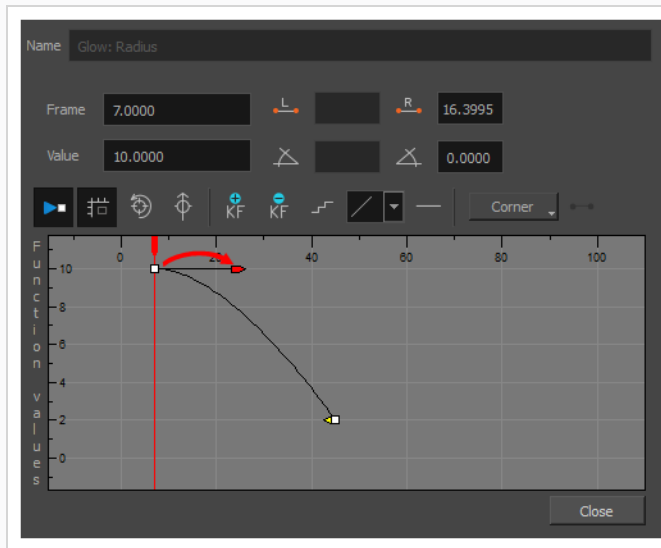 Name Glow: Radius
Frame 7.0000 L R 16.3995
Value 10.0000 0.0000
KF KF Corner
Function values
0 20 40 60 80 100
10
8
6
4
2
0
Close